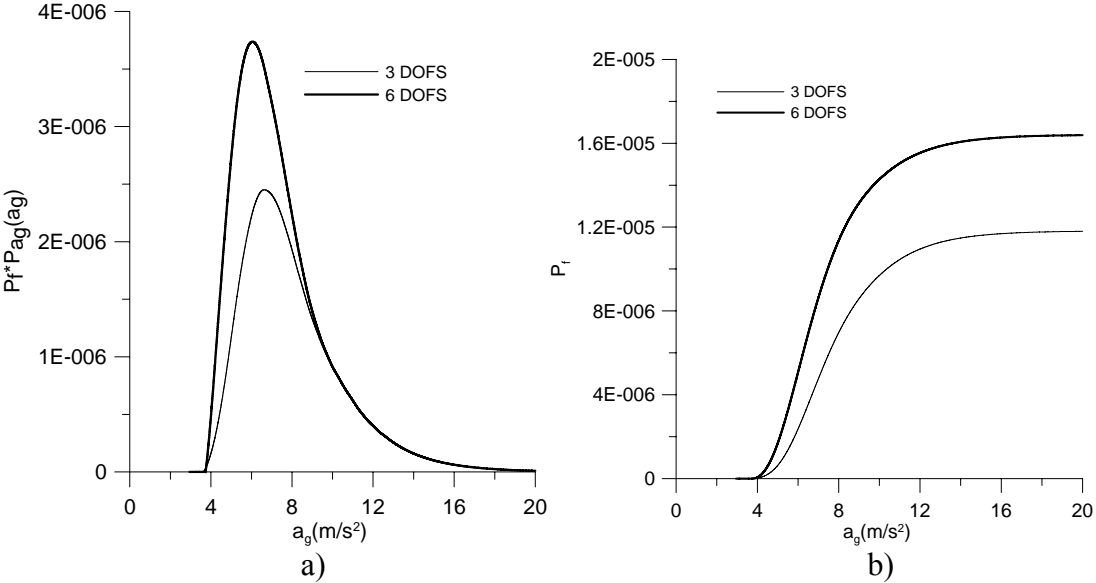 4E-006
3E-006
2E-006
1E-006
0
Pf*Pag(ag)
3 DOFS
6 DOFS
0 4 8 12 16 20
ag(m/s²)
a)
2E-005
1.6E-005
1.2E-005
8E-006
4E-006
0
Pf
3 DOFS
6 DOFS
0 4 8 12 16 20
ag(m/s²)
b)